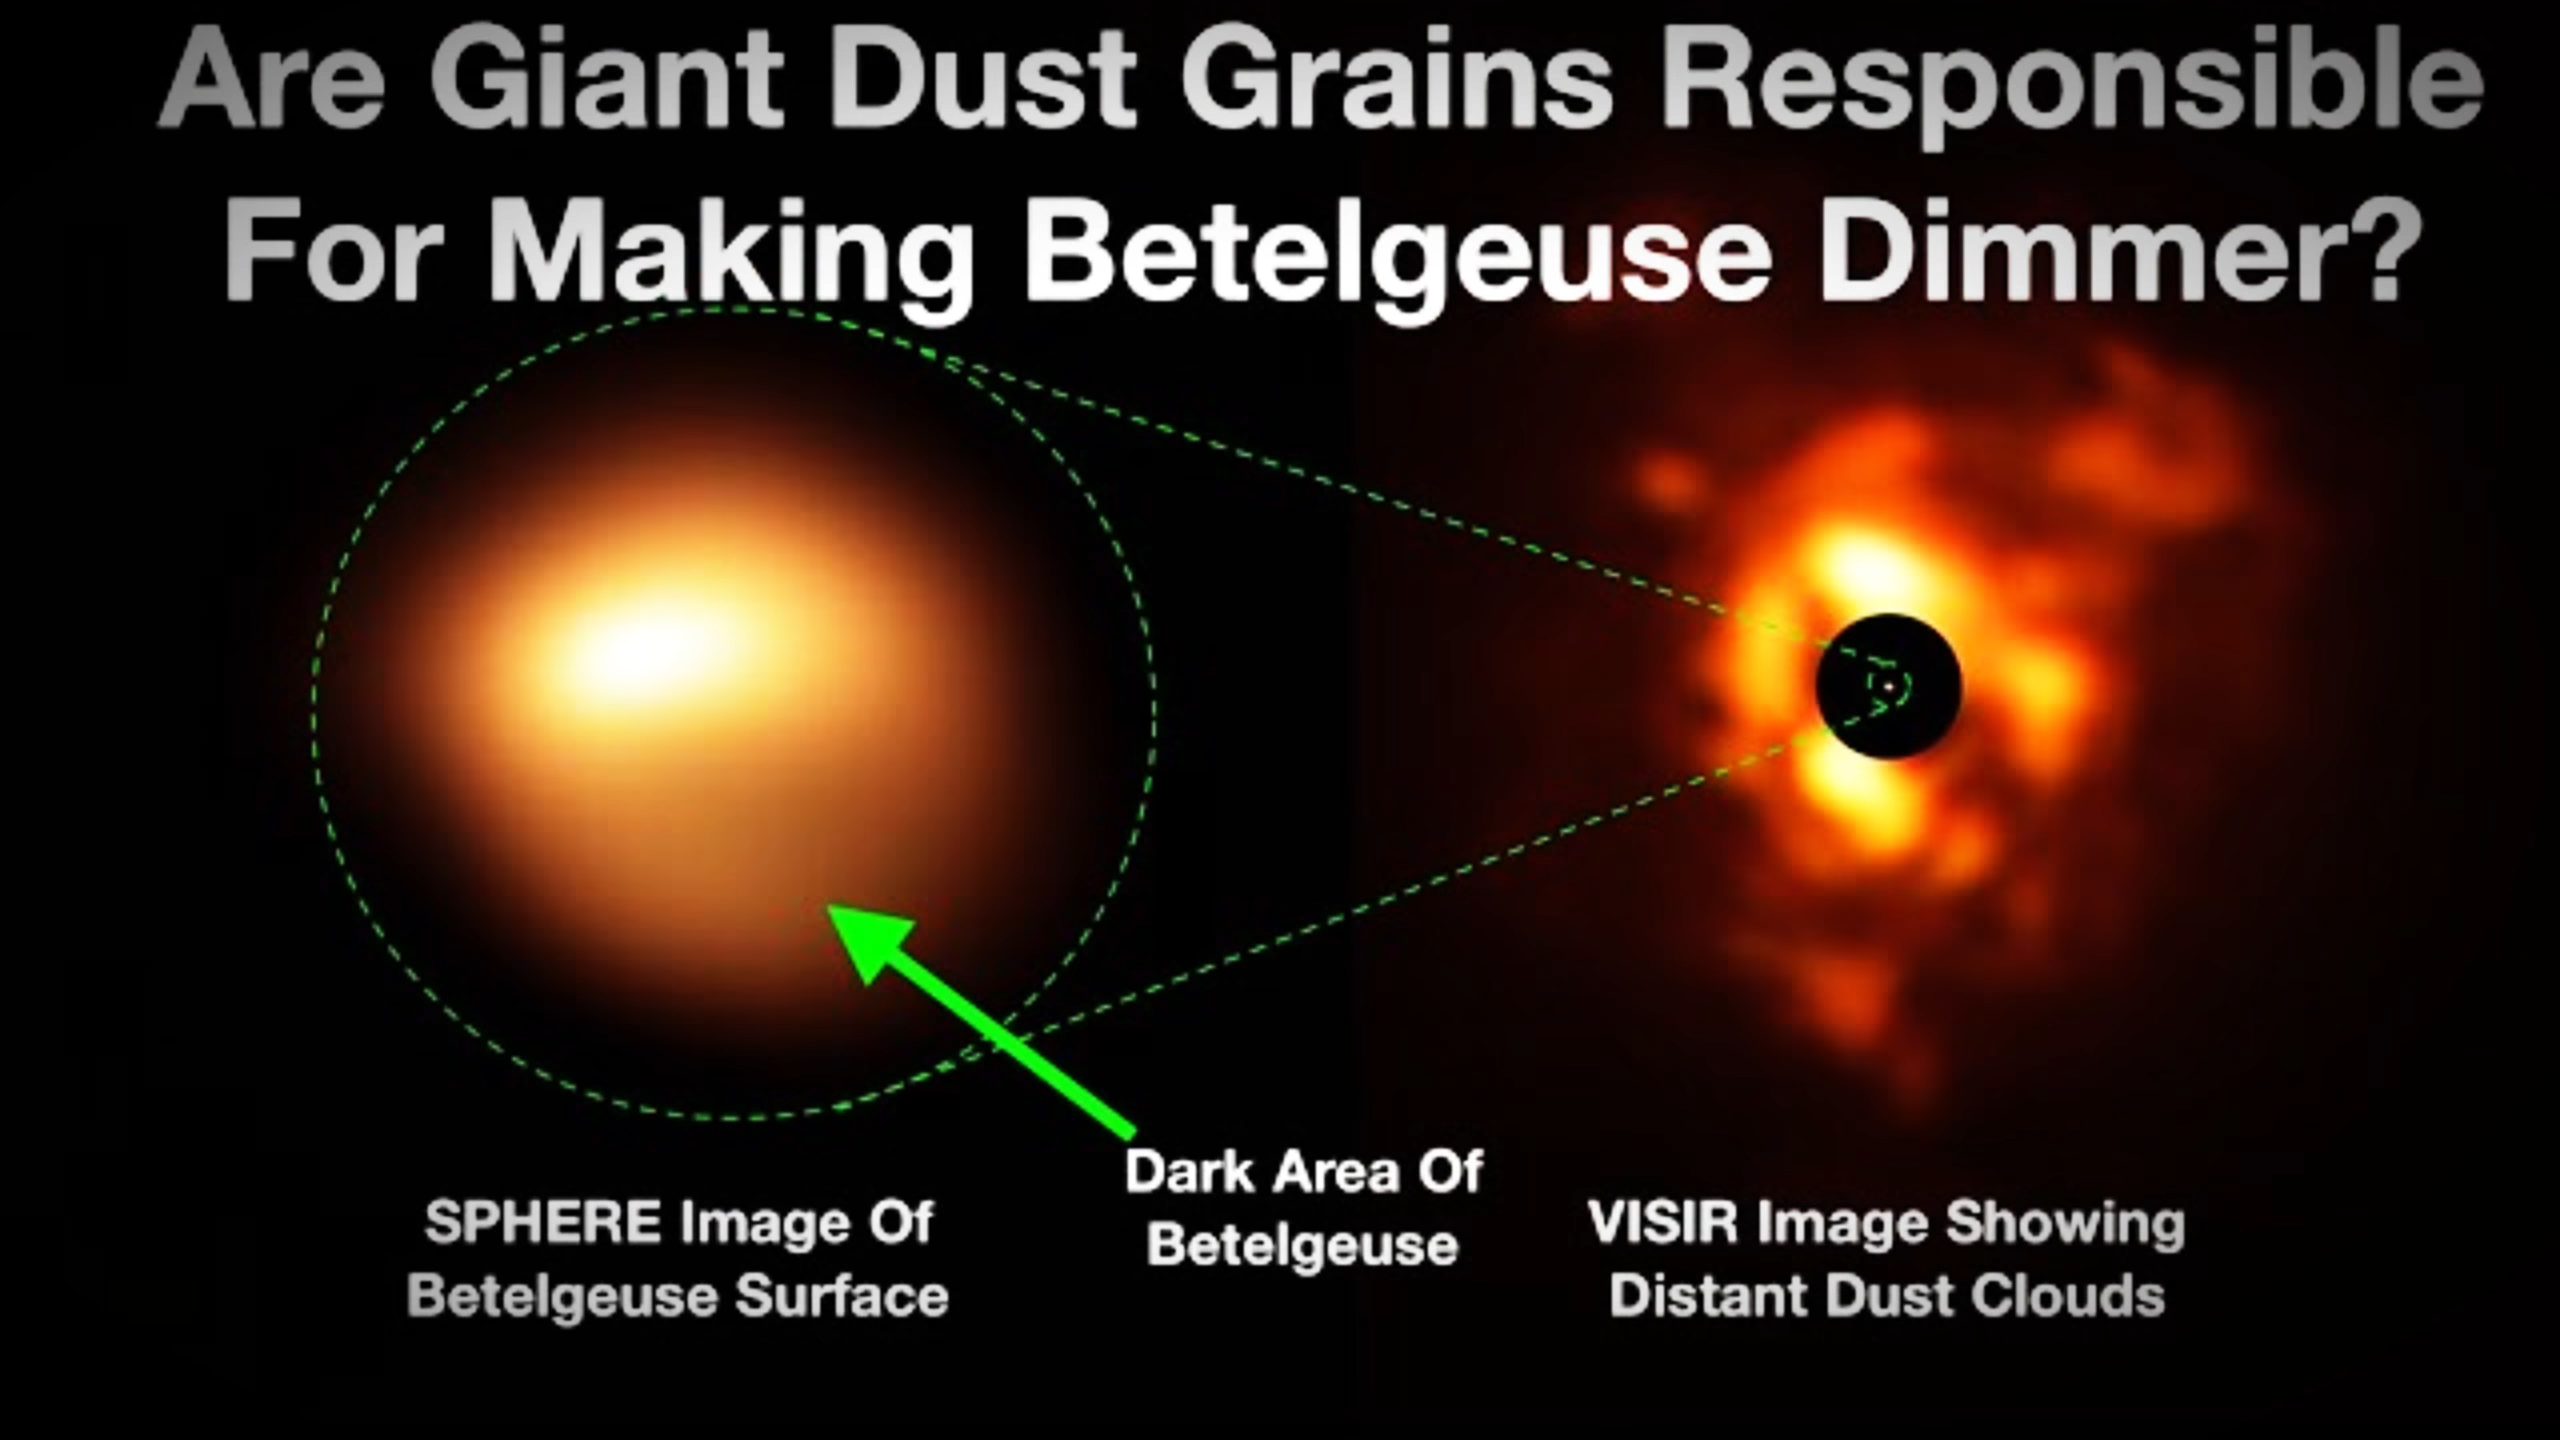 Are Giant Dust Grains Responsible
For Making Betelgeuse Dimmer?
Dark Area Of
Betelgeuse
SPHERE Image Of
Betelgeuse Surface
VISIR Image Showing
Distant Dust Clouds